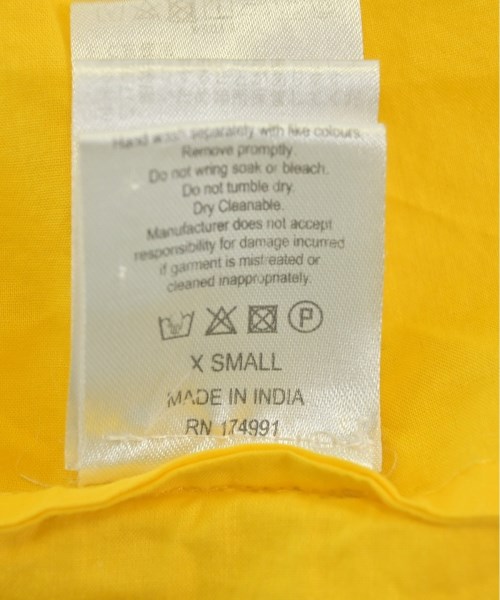 Hand wash separately with like colours.
Remove promptly.
Do not wring soak or bleach.
Do not tumble dry.
Dry Cleanable.
Manufacturer does not accept
responsibility for damage incurred
if garment is mistreated or
cleaned inappropriately.
P
X SMALL
MADE IN INDIA
RN 174991